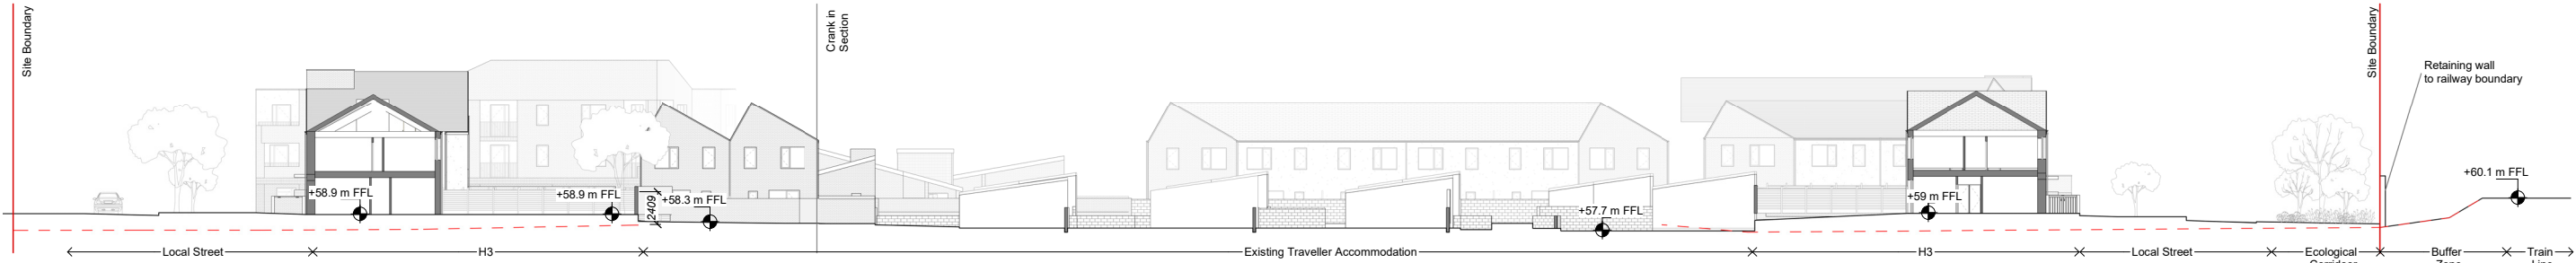 Site Boundary
Crank in
Section
Site Boundary
Retaining wall
to railway boundary
+58.9 m FFL
+58.9 m FFL
2409
+58.3 m FFL
+57.7 m FFL
+59 m FFL
+60.1 m FFL
Local Street
H3
Existing Traveller Accommodation
H3
Local Street
Ecological
Buffer
Train